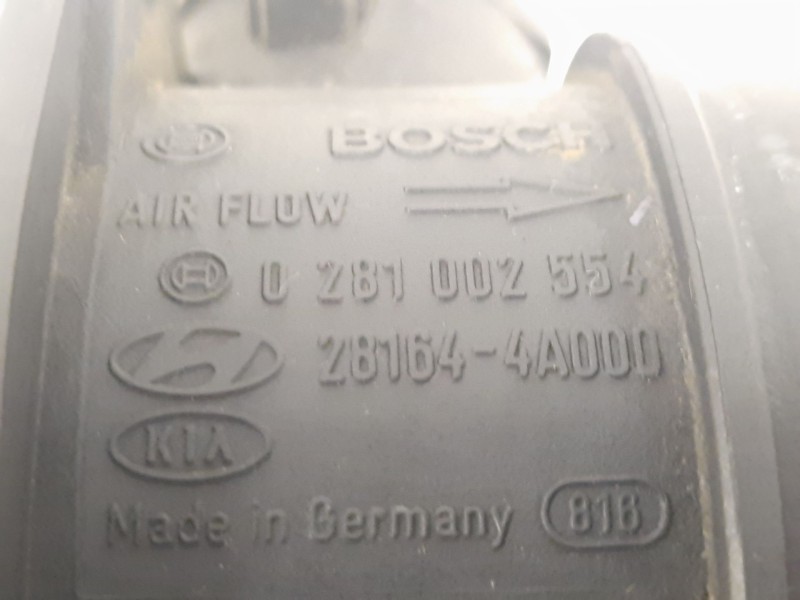 BOSCH
AIR FLOW
0 281 002 554
28164-4A000
KIA
Made in Germany 816